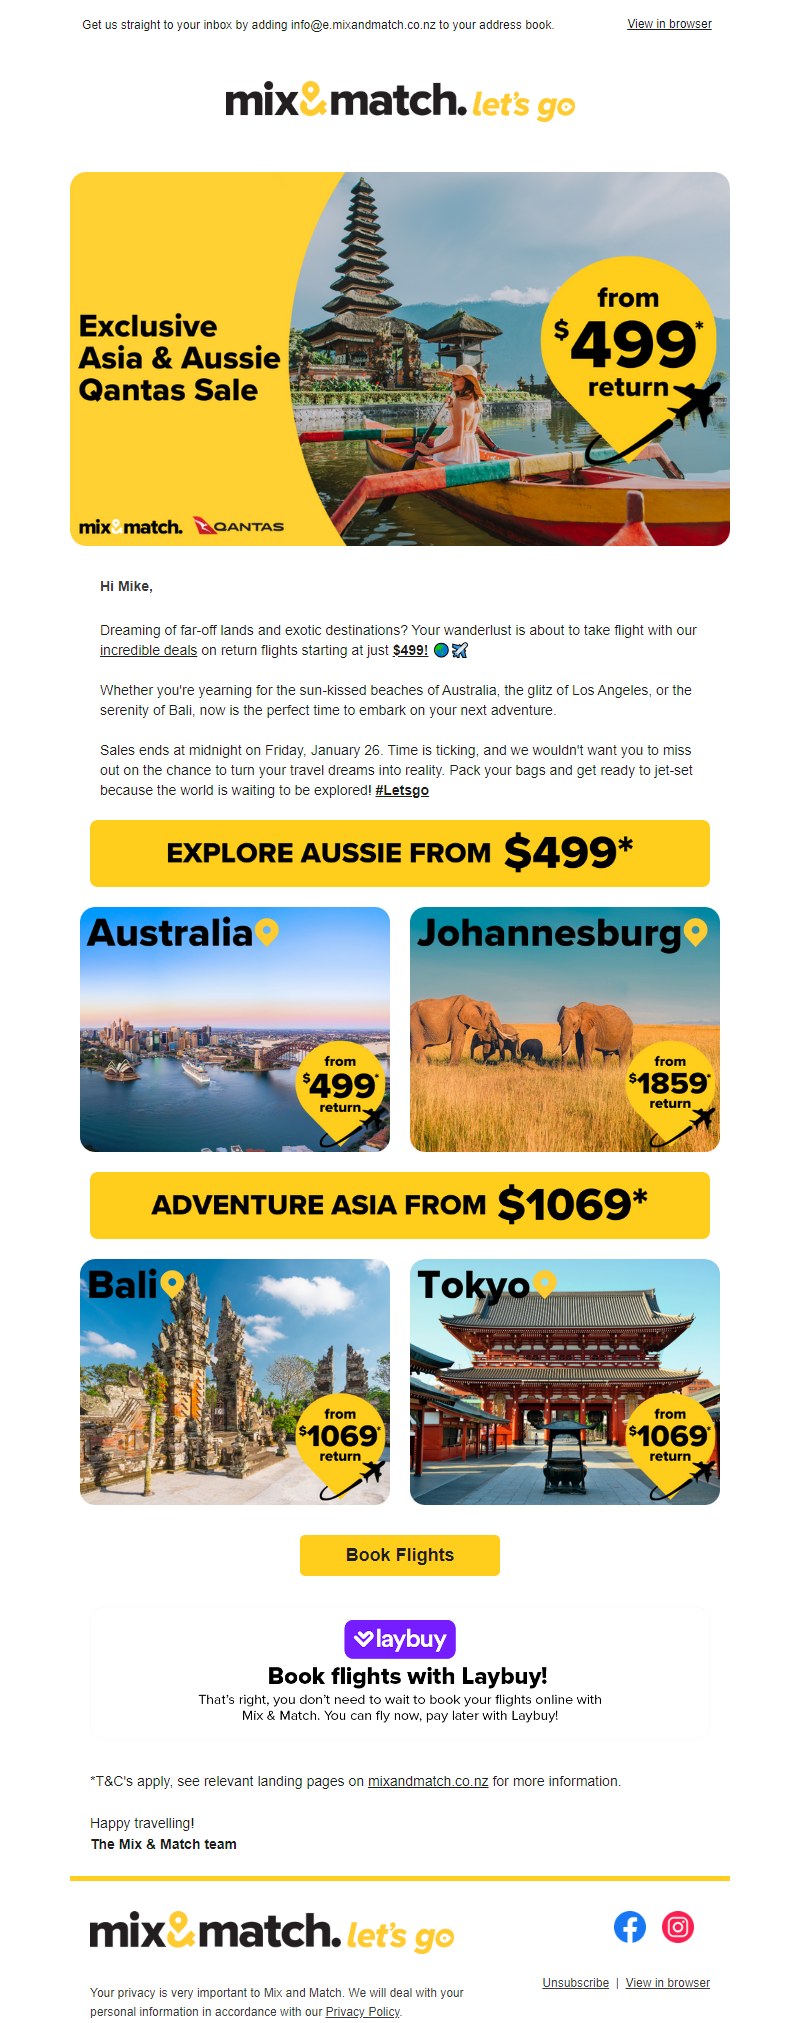 Get us straight to your inbox by adding info@e.mixandmatch.co.nz to your address book.
View in browser
mix&match. let's go
Exclusive
Asia & Aussie
Qantas Sale
from
$499*
return
mix&match. QANTAS
Hi Mike,
Dreaming of far-off lands and exotic destinations? Your wanderlust is about to take flight with our
incredible deals on return flights starting at just $499! 🌏✈️
Whether you're yearning for the sun-kissed beaches of Australia, the glitz of Los Angeles, or the
serenity of Bali, now is the perfect time to embark on your next adventure.
Sales ends at midnight on Friday, January 26. Time is ticking, and we wouldn't want you to miss
out on the chance to turn your travel dreams into reality. Pack your bags and get ready to jet-set
because the world is waiting to be explored! #Letsgo
EXPLORE AUSSIE FROM $499*
Australia
from
$499*
return
Johannesburg
from
$1859*
return
ADVENTURE ASIA FROM $1069*
Bali
from
$1069*
return
Tokyo
from
$1069*
return
Book Flights
laybuy
Book flights with Laybuy!
That's right, you don't need to wait to book your flights online with
Mix & Match. You can fly now, pay later with Laybuy!
*T&C's apply, see relevant landing pages on mixandmatch.co.nz for more information.
Happy travelling!
The Mix & Match team
mix&match. let's go
Unsubscribe | View in browser
Your privacy is very important to Mix and Match. We will deal with your
personal information in accordance with our Privacy Policy.